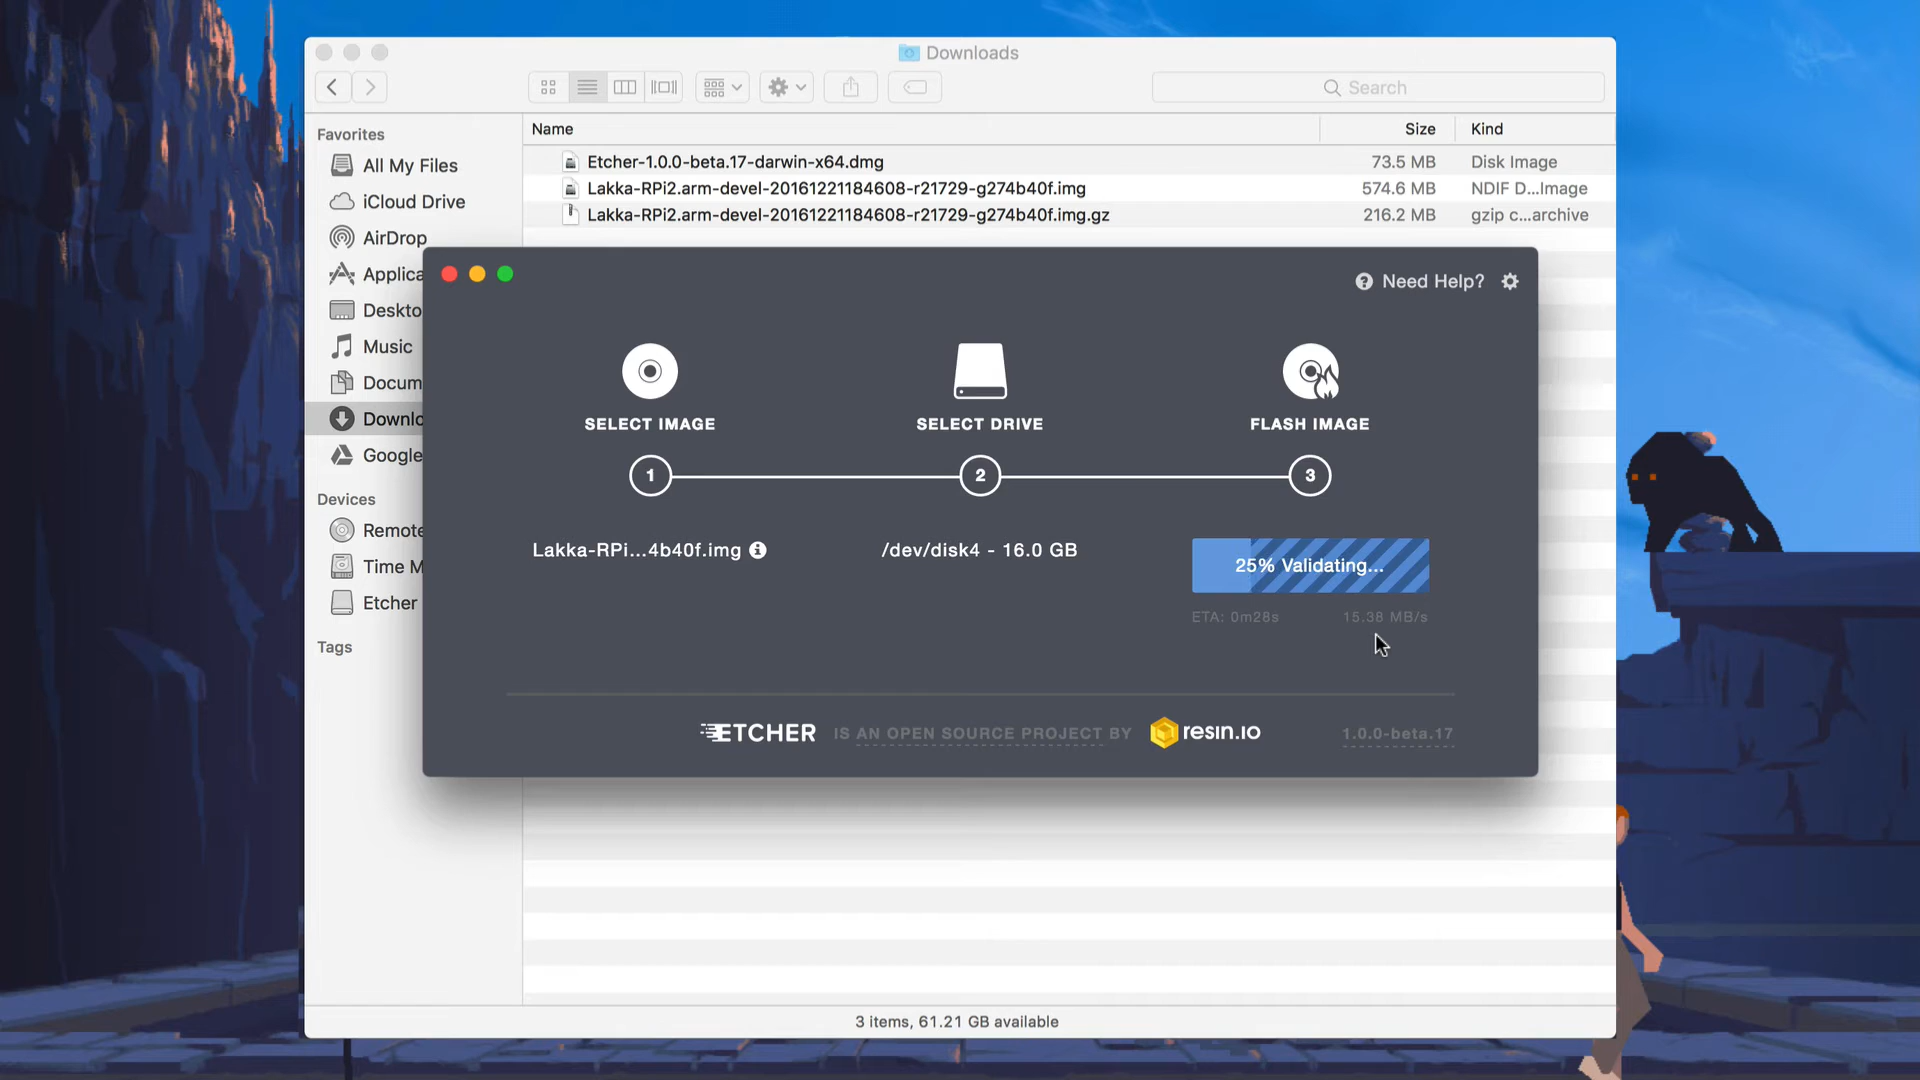 Downloads
Search
Favorites
All My Files
iCloud Drive
AirDrop
Applica
Deskto
Music
Docum
Downlo
Google
Devices
Remote
Time M
Etcher
Tags
Name Size Kind
Etcher-1.0.0-beta.17-darwin-x64.dmg 73.5 MB Disk Image
Lakka-RPi2.arm-devel-20161221184608-r21729-g274b40f.img 574.6 MB NDIF D...Image
Lakka-RPi2.arm-devel-20161221184608-r21729-g274b40f.img.gz 216.2 MB gzip c...archive
Need Help?
SELECT IMAGE SELECT DRIVE FLASH IMAGE
1 2 3
Lakka-RPi...4b40f.img /dev/disk4 - 16.0 GB 25% Validating...
ETA: 0m28s 15.38 MB/s
ETCHER IS AN OPEN SOURCE PROJECT BY resin.io 1.0.0-beta.17
3 items, 61.21 GB available